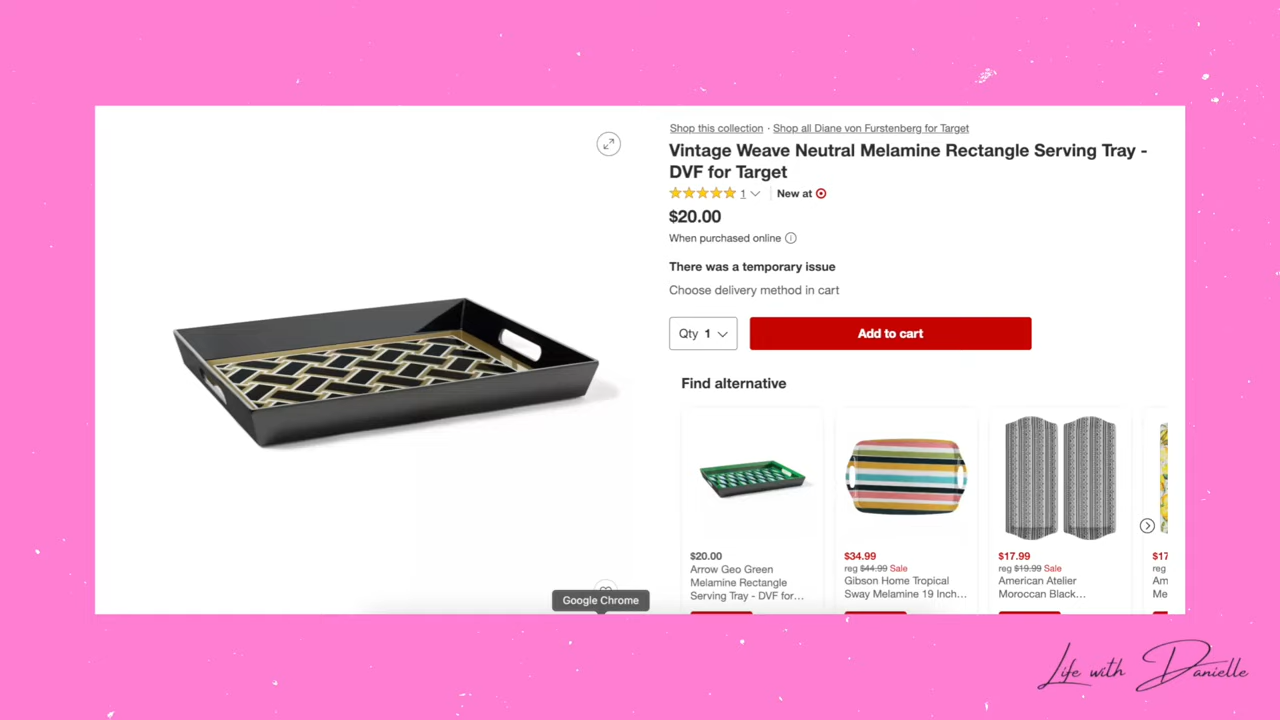 Shop this collection · Shop all Diane von Furstenberg for Target
Vintage Weave Neutral Melamine Rectangle Serving Tray -
DVF for Target
1
New at
$20.00
When purchased online
There was a temporary issue
Choose delivery method in cart
Qty 1
Add to cart
Find alternative
$20.00
Arrow Geo Green
Melamine Rectangle
Serving Tray - DVF for...
$34.99
reg $44.99 Sale
Gibson Home Tropical
Sway Melamine 19 Inch...
$17.99
reg $19.99 Sale
American Atelier
Moroccan Black...
$17
reg
Am
Me
Google Chrome
Life with Danielle